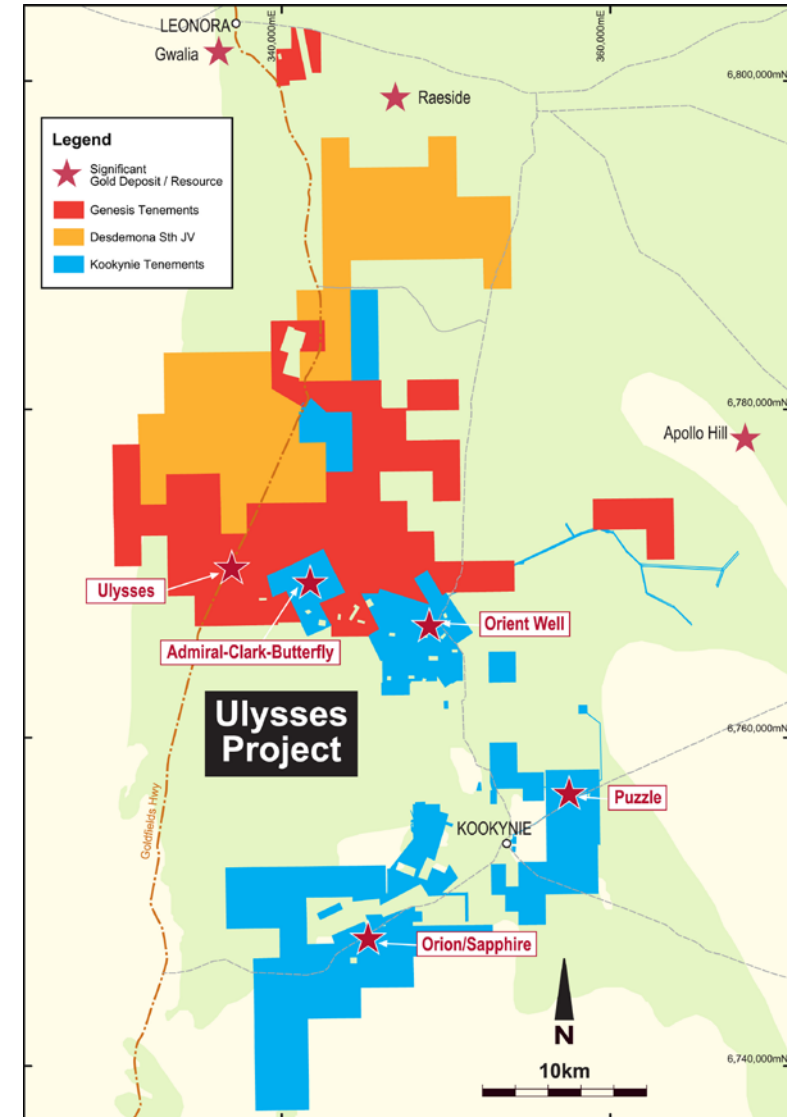 LEONORA
Gwalia
340,000mE
360,000mE
6,800,000mN
Raeside
Legend
Significant
Gold Deposit / Resource
Genesis Tenements
Desdemona Sth JV
Kookynie Tenements
6,780,000mN
Apollo Hill
Ulysses
Admiral-Clark-Butterfly
Orient Well
Ulysses
Project
6,760,000mN
Goldfields Hwy
Puzzle
KOOKYNIE
Orion/Sapphire
N
10km
6,740,000mN